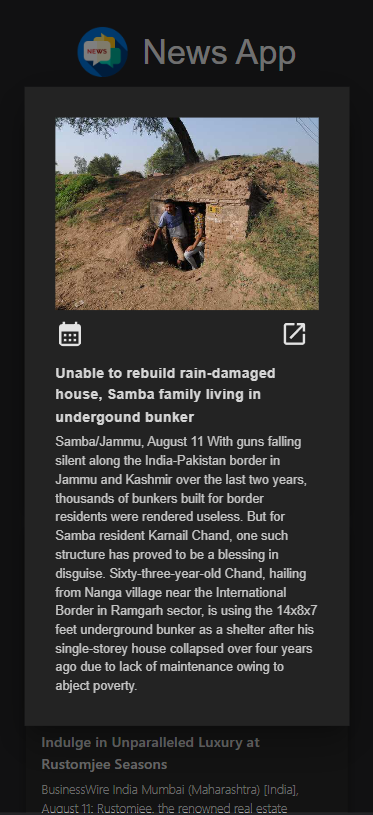 NEWS
News App
Unable to rebuild rain-damaged
house, Samba family living in
undergound bunker
Samba/Jammu, August 11 With guns falling
silent along the India-Pakistan border in
Jammu and Kashmir over the last two years,
thousands of bunkers built for border
residents were rendered useless. But for
Samba resident Karnail Chand, one such
structure has proved to be a blessing in
disguise. Sixty-three-year-old Chand, hailing
from Nanga village near the International
Border in Ramgarh sector, is using the 14x8x7
feet underground bunker as a shelter after his
single-storey house collapsed over four years
ago due to lack of maintenance owing to
abject poverty.
Indulge in Unparalleled Luxury at
Rustomjee Seasons
BusinessWire India Mumbai (Maharashtra) [India],
August 11: Rustomjee, the renowned real estate